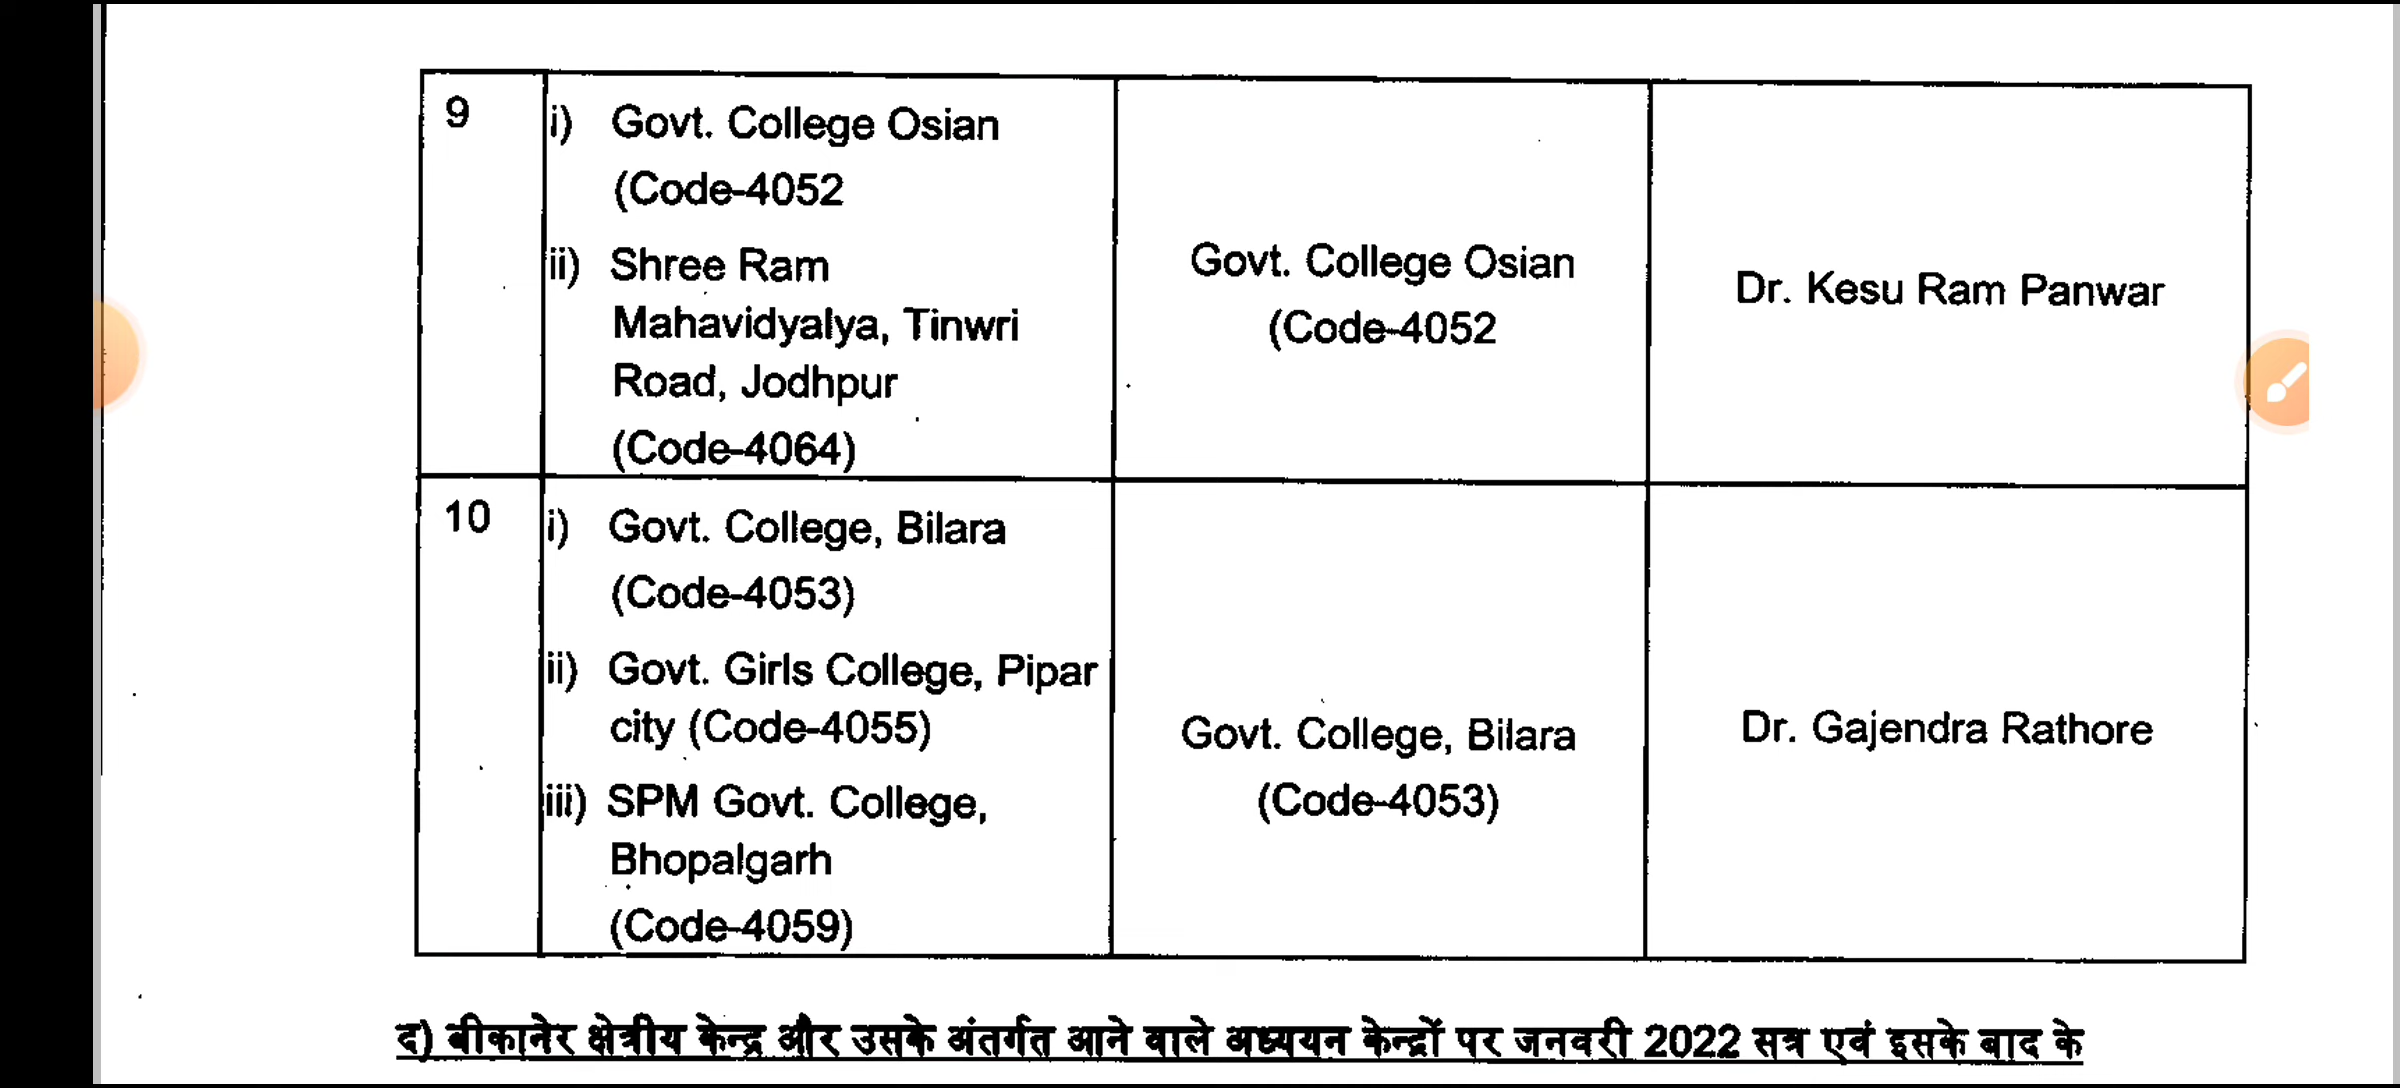 9
i) Govt. College Osian
(Code-4052
ii) Shree Ram
Mahavidyalya, Tinwri
Road, Jodhpur
(Code-4064)
Govt. College Osian
(Code-4052
Dr. Kesu Ram Panwar
10
i) Govt. College, Bilara
(Code-4053)
ii) Govt. Girls College, Pipar
city (Code-4055)
iii) SPM Govt. College,
Bhopalgarh
(Code-4059)
Govt. College, Bilara
(Code-4053)
Dr. Gajendra Rathore
द) बीकानेर क्षेत्रीय केन्द्र और उसके अंतर्गत आने वाले अध्ययन केन्द्रों पर जनवरी 2022 सत्र एवं इसके बाद के